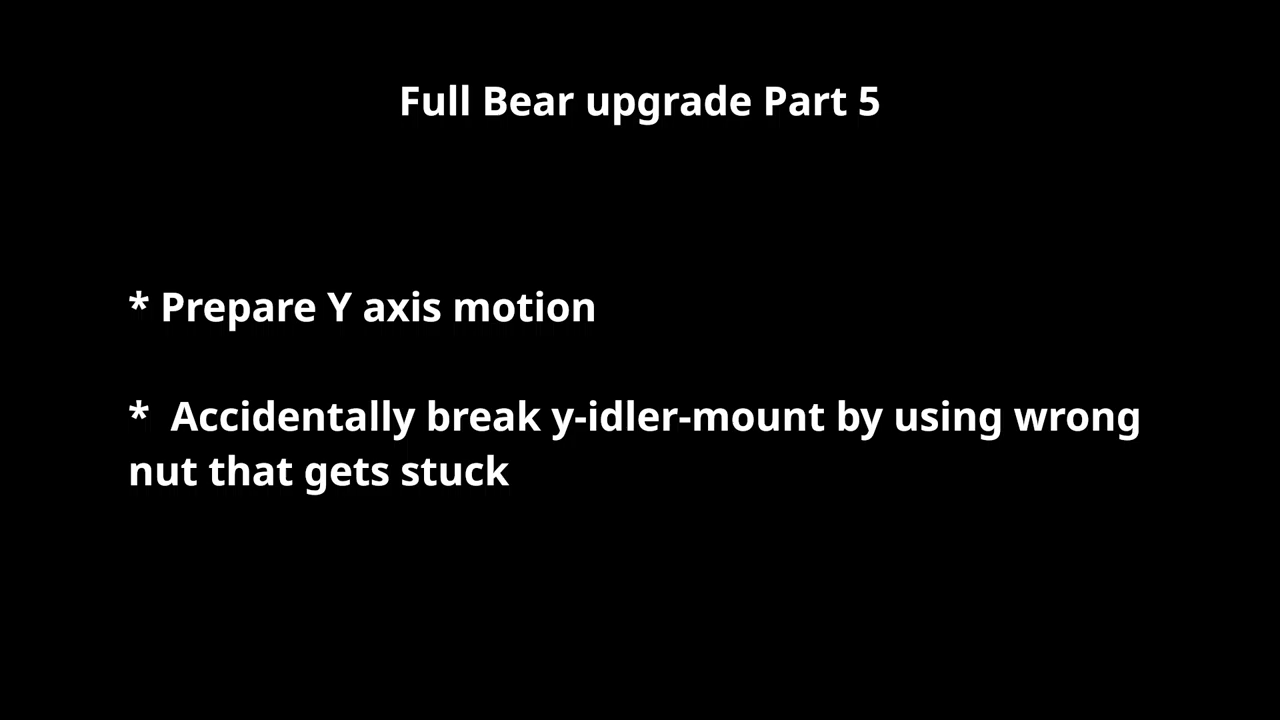 Full Bear upgrade Part 5
* Prepare Y axis motion
*  Accidentally break y-idler-mount by using wrong
nut that gets stuck